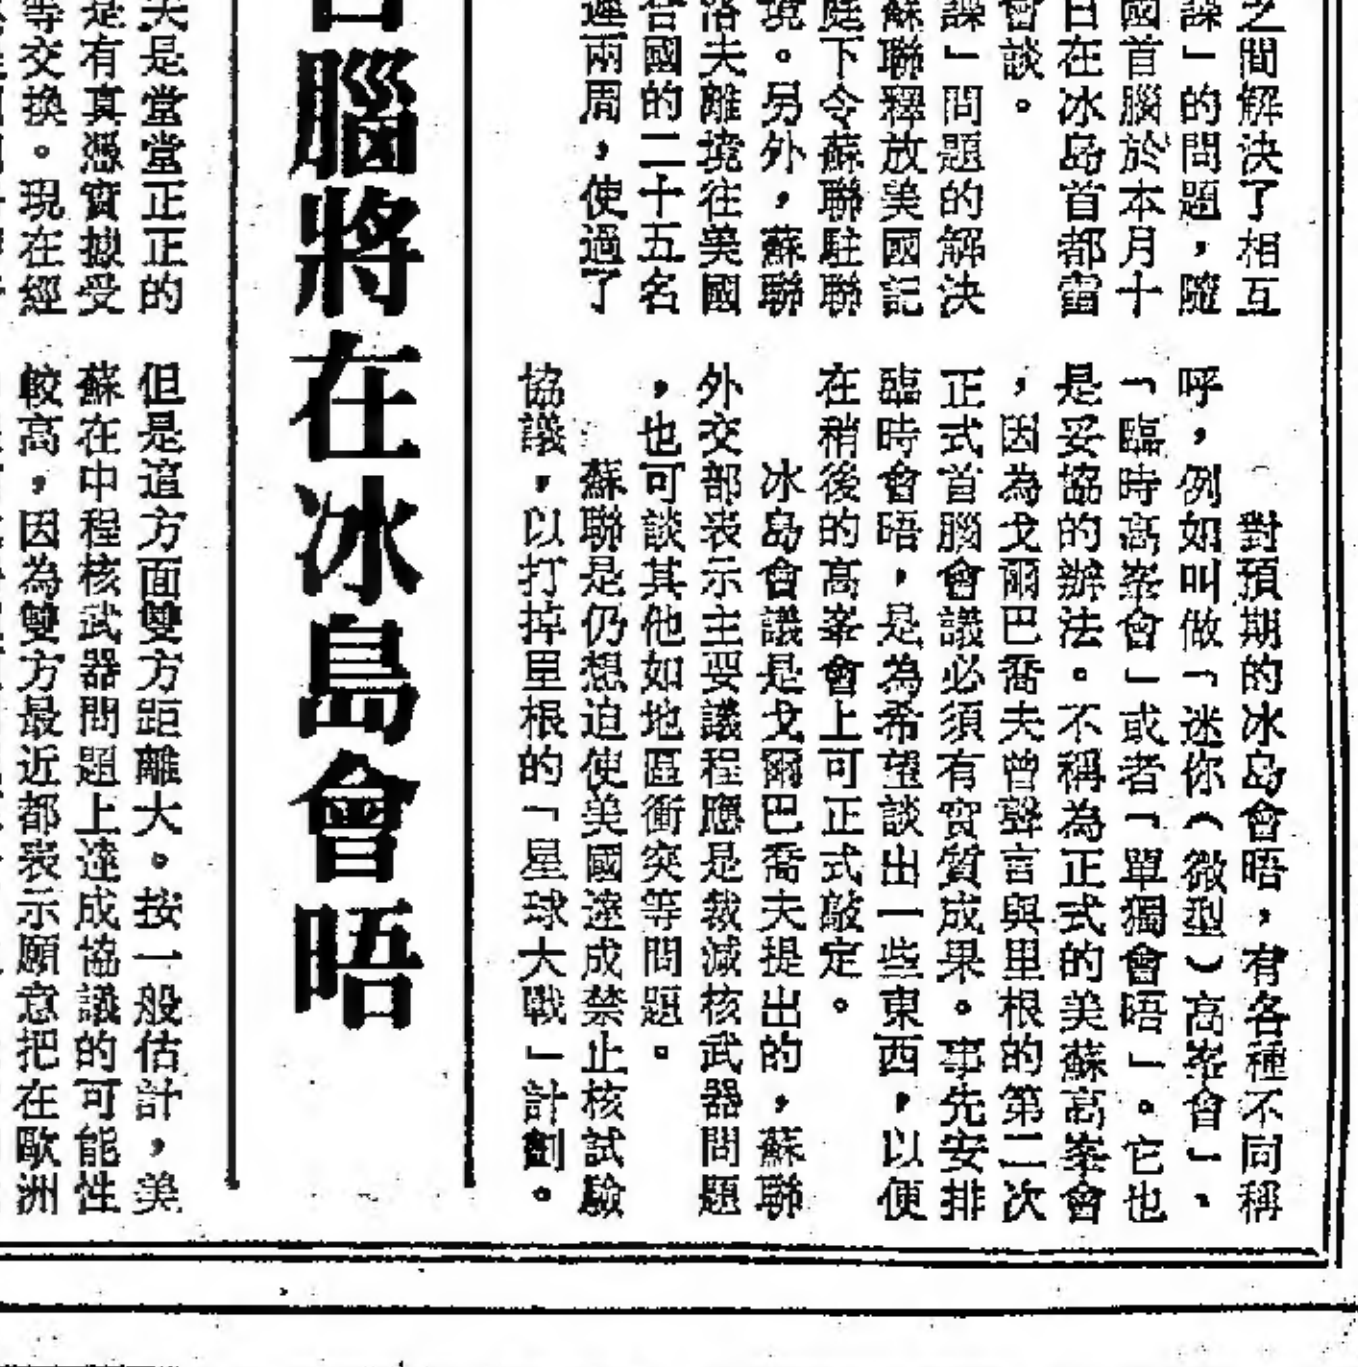 之間解決了相互
諜」的問題，隨
國首腦於本月十
日在冰島首都雷
會談。
諜」問題的解決
蘇聯釋放美國記
庭下令蘇聯駐聯
境。另外，蘇聯
洛夫離境往美國
國的二十五名
兩周，使過了
對預期的冰島會晤，有各種不同稱
呼，例如叫做「迷你（微型）高峯會」、
「臨時高峯會」或者「單獨會晤」。它也
是妥協的辦法。不稱為正式的美蘇高峯會
，因為戈爾巴喬夫曾聲言與里根的第二次
正式首腦會議必須有實質成果。事先安排
臨時會晤，是為希望談出一些東西，以便
在稍後的高峯會上可正式敲定。
冰島會議是戈爾巴喬夫提出的，蘇聯
外交部表示主要議程應是裁減核武器問題
，也可談其他如地區衝突等問題。
蘇聯是仍想迫使美國達成禁止核試驗
協議，以打掉里根的「星球大戰」計劃。
腦將在冰島會晤
夫是堂堂正正的
是有真憑實據受
等交換。現在經
但是這方面雙方距離大。按一般估計，美
蘇在中程核武器問題上達成協議的可能性
較高，因為雙方最近都表示願意把在歐洲